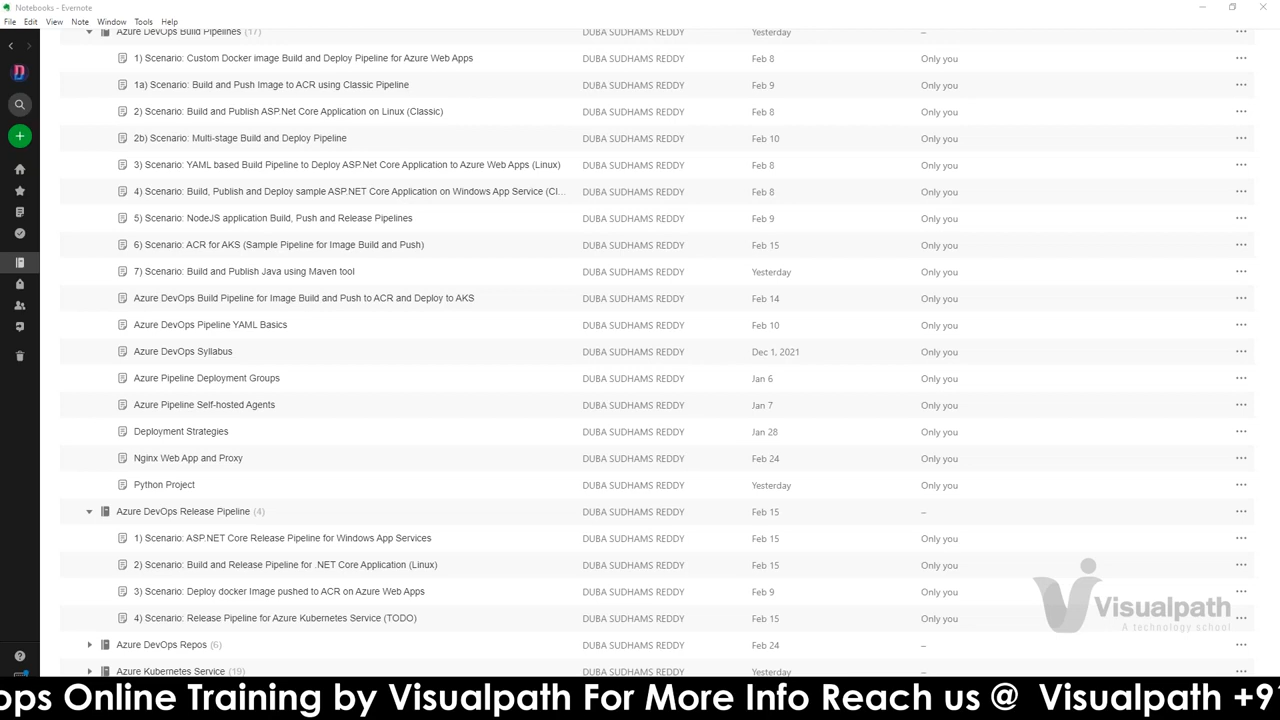 Notebooks - Evernote
File Edit View Note Window Tools Help
Azure DevOps Build Pipelines (17) DUBA SUDHAMS REDDY Yesterday –
1) Scenario: Custom Docker image Build and Deploy Pipeline for Azure Web Apps DUBA SUDHAMS REDDY Feb 8 Only you
1a) Scenario: Build and Push Image to ACR using Classic Pipeline DUBA SUDHAMS REDDY Feb 9 Only you
2) Scenario: Build and Publish ASP.Net Core Application on Linux (Classic) DUBA SUDHAMS REDDY Feb 8 Only you
2b) Scenario: Multi-stage Build and Deploy Pipeline DUBA SUDHAMS REDDY Feb 10 Only you
3) Scenario: YAML based Build Pipeline to Deploy ASP.Net Core Application to Azure Web Apps (Linux) DUBA SUDHAMS REDDY Feb 8 Only you
4) Scenario: Build, Publish and Deploy sample ASP.NET Core Application on Windows App Service (Cl... DUBA SUDHAMS REDDY Feb 8 Only you
5) Scenario: NodeJS application Build, Push and Release Pipelines DUBA SUDHAMS REDDY Feb 9 Only you
6) Scenario: ACR for AKS (Sample Pipeline for Image Build and Push) DUBA SUDHAMS REDDY Feb 15 Only you
7) Scenario: Build and Publish Java using Maven tool DUBA SUDHAMS REDDY Yesterday Only you
Azure DevOps Build Pipeline for Image Build and Push to ACR and Deploy to AKS DUBA SUDHAMS REDDY Feb 14 Only you
Azure DevOps Pipeline YAML Basics DUBA SUDHAMS REDDY Feb 10 Only you
Azure DevOps Syllabus DUBA SUDHAMS REDDY Dec 1, 2021 Only you
Azure Pipeline Deployment Groups DUBA SUDHAMS REDDY Jan 6 Only you
Azure Pipeline Self-hosted Agents DUBA SUDHAMS REDDY Jan 7 Only you
Deployment Strategies DUBA SUDHAMS REDDY Jan 28 Only you
Nginx Web App and Proxy DUBA SUDHAMS REDDY Feb 24 Only you
Python Project DUBA SUDHAMS REDDY Yesterday Only you
Azure DevOps Release Pipeline (4) DUBA SUDHAMS REDDY Feb 15 –
1) Scenario: ASP.NET Core Release Pipeline for Windows App Services DUBA SUDHAMS REDDY Feb 15 Only you
2) Scenario: Build and Release Pipeline for .NET Core Application (Linux) DUBA SUDHAMS REDDY Feb 15 Only you
3) Scenario: Deploy docker Image pushed to ACR on Azure Web Apps DUBA SUDHAMS REDDY Feb 9 Only you
4) Scenario: Release Pipeline for Azure Kubernetes Service (TODO) DUBA SUDHAMS REDDY Feb 15 Only you
Visualpath
A technology school
Azure DevOps Repos (6) DUBA SUDHAMS REDDY Feb 24 –
Azure Kubernetes Service (19) DUBA SUDHAMS REDDY Yesterday –
ops Online Training by Visualpath For More Info Reach us @ Visualpath +91